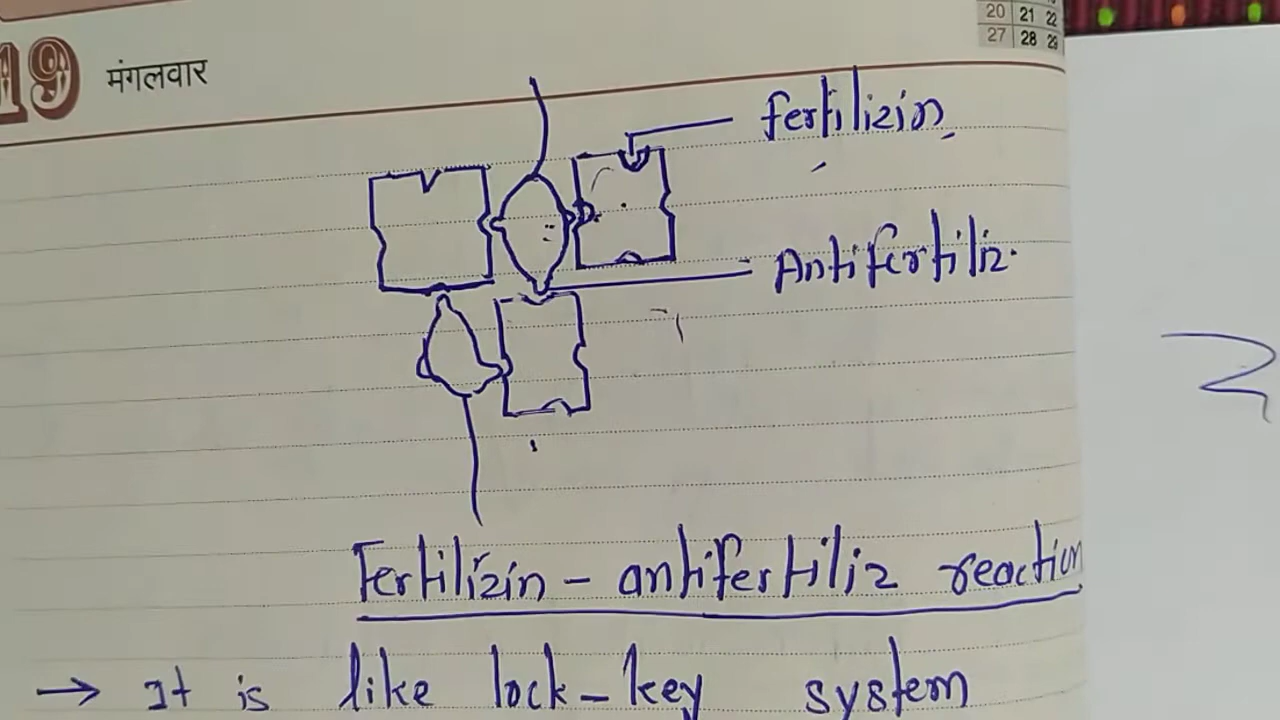 20 21 22
27 28 29
19 मंगलवार
fertilizin
Antifertiliz.
Fertilizin - antifertiliz reaction
→ It is like lock-key system